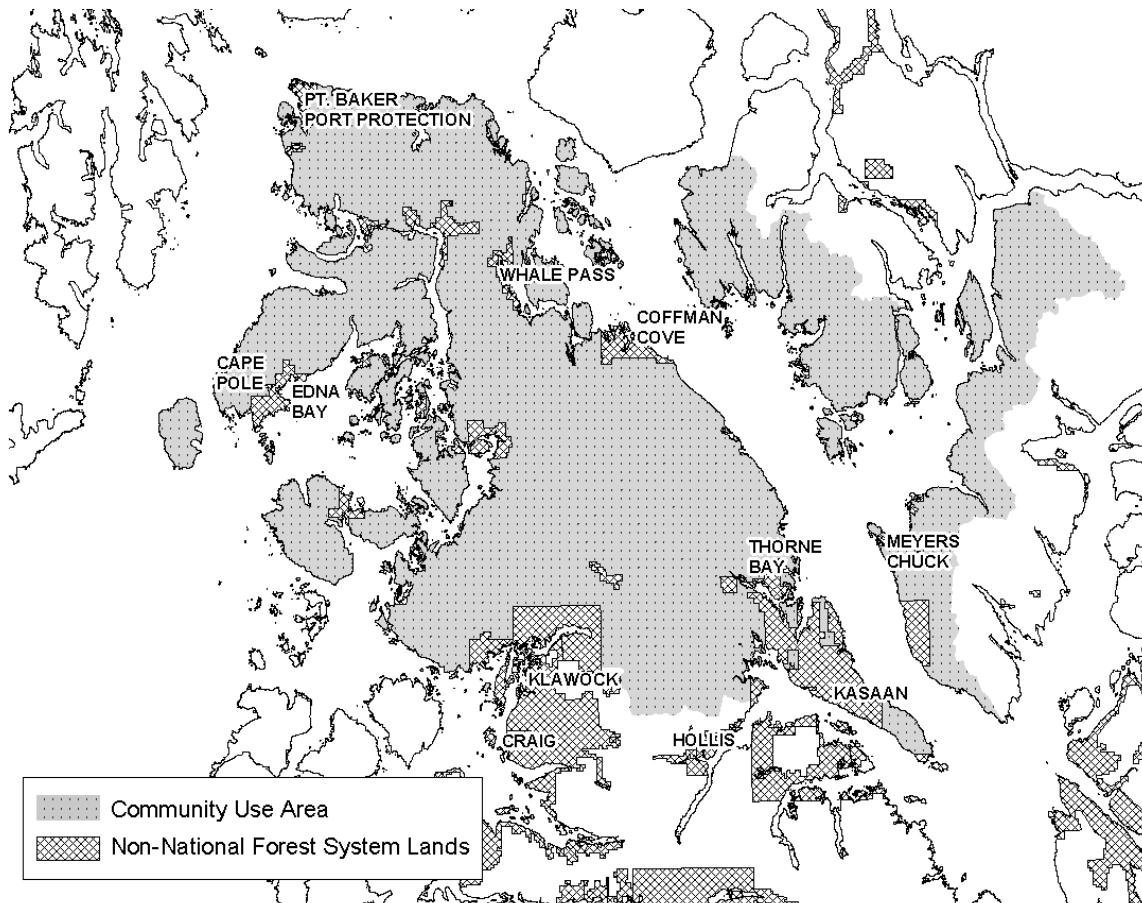 PT. BAKER
PORT PROTECTION
WHALE PASS
COFFMAN
COVE
CAPE
POLE
EDNA
BAY
THORNE
BAY
MEYERS
CHUCK
KLAWOCK
KASAAN
CRAIG
HOLLIS
Community Use Area
Non-National Forest System Lands